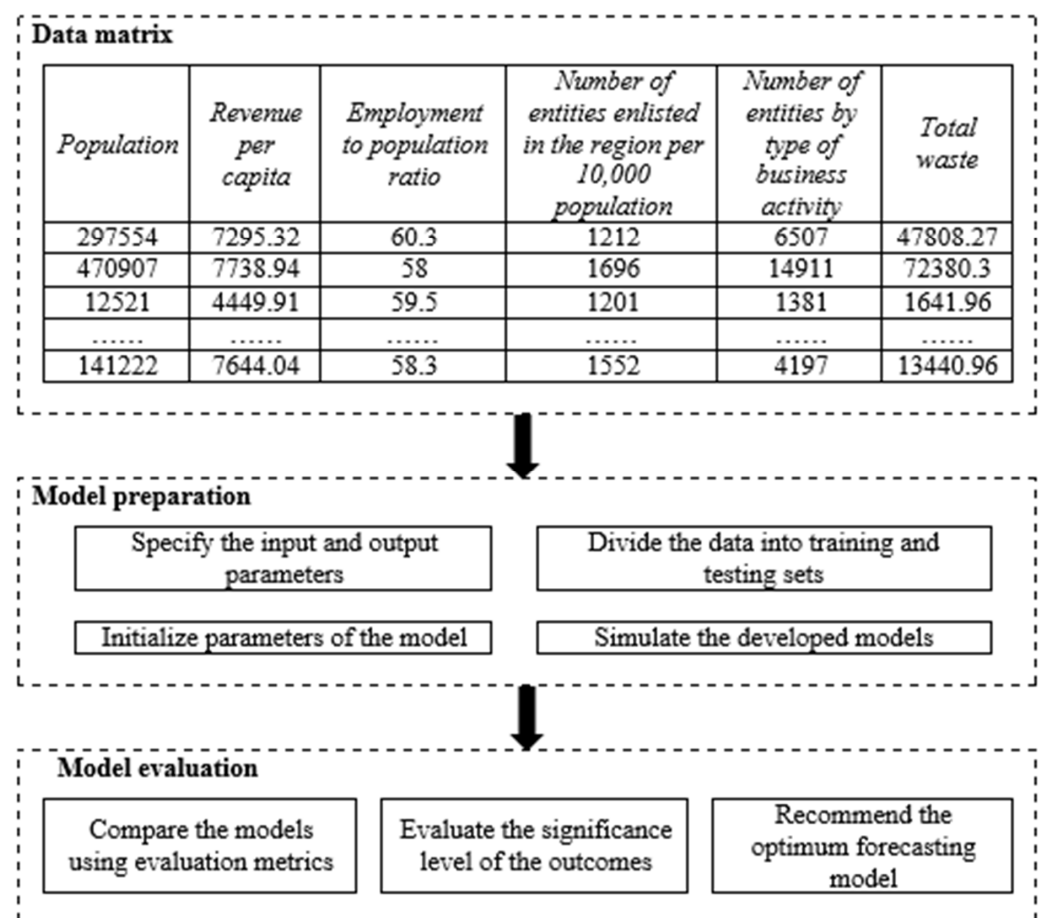 Data matrix
Population
Revenue
per
capita
Employment
to population
ratio
Number of
entities enlisted
in the region per
10,000
population
Number of
entities by
type of
business
activity
Total
waste
297554 7295.32 60.3 1212 6507 47808.27
470907 7738.94 58 1696 14911 72380.3
12521 4449.91 59.5 1201 1381 1641.96
...... ...... ...... ...... ...... ......
141222 7644.04 58.3 1552 4197 13440.96
Model preparation
Specify the input and output
parameters
Divide the data into training and
testing sets
Initialize parameters of the model
Simulate the developed models
Model evaluation
Compare the models
using evaluation metrics
Evaluate the significance
level of the outcomes
Recommend the
optimum forecasting
model